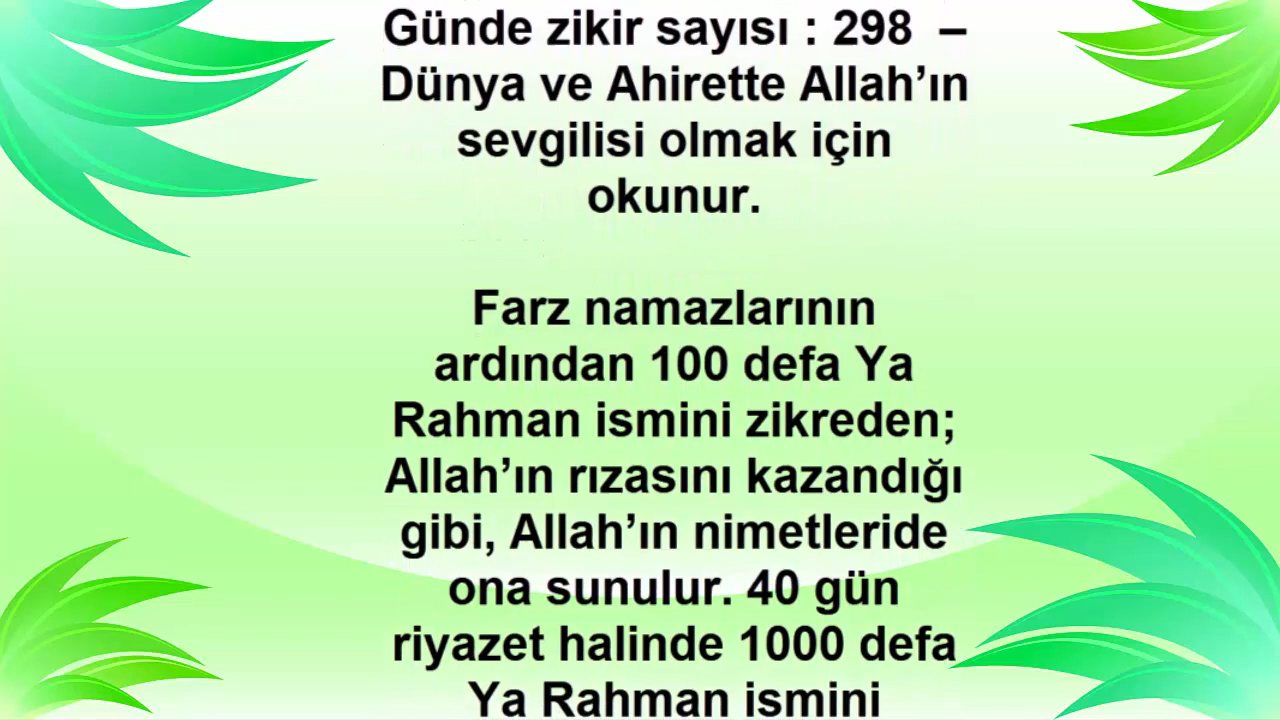 Günde zikir sayısı : 298 –
Dünya ve Ahirette Allah’ın
sevgilisi olmak için
okunur.
Farz namazlarının
ardından 100 defa Ya
Rahman ismini zikreden;
Allah’ın rızasını kazandığı
gibi, Allah’ın nimetleride
ona sunulur. 40 gün
riyazet halinde 1000 defa
Ya Rahman ismini